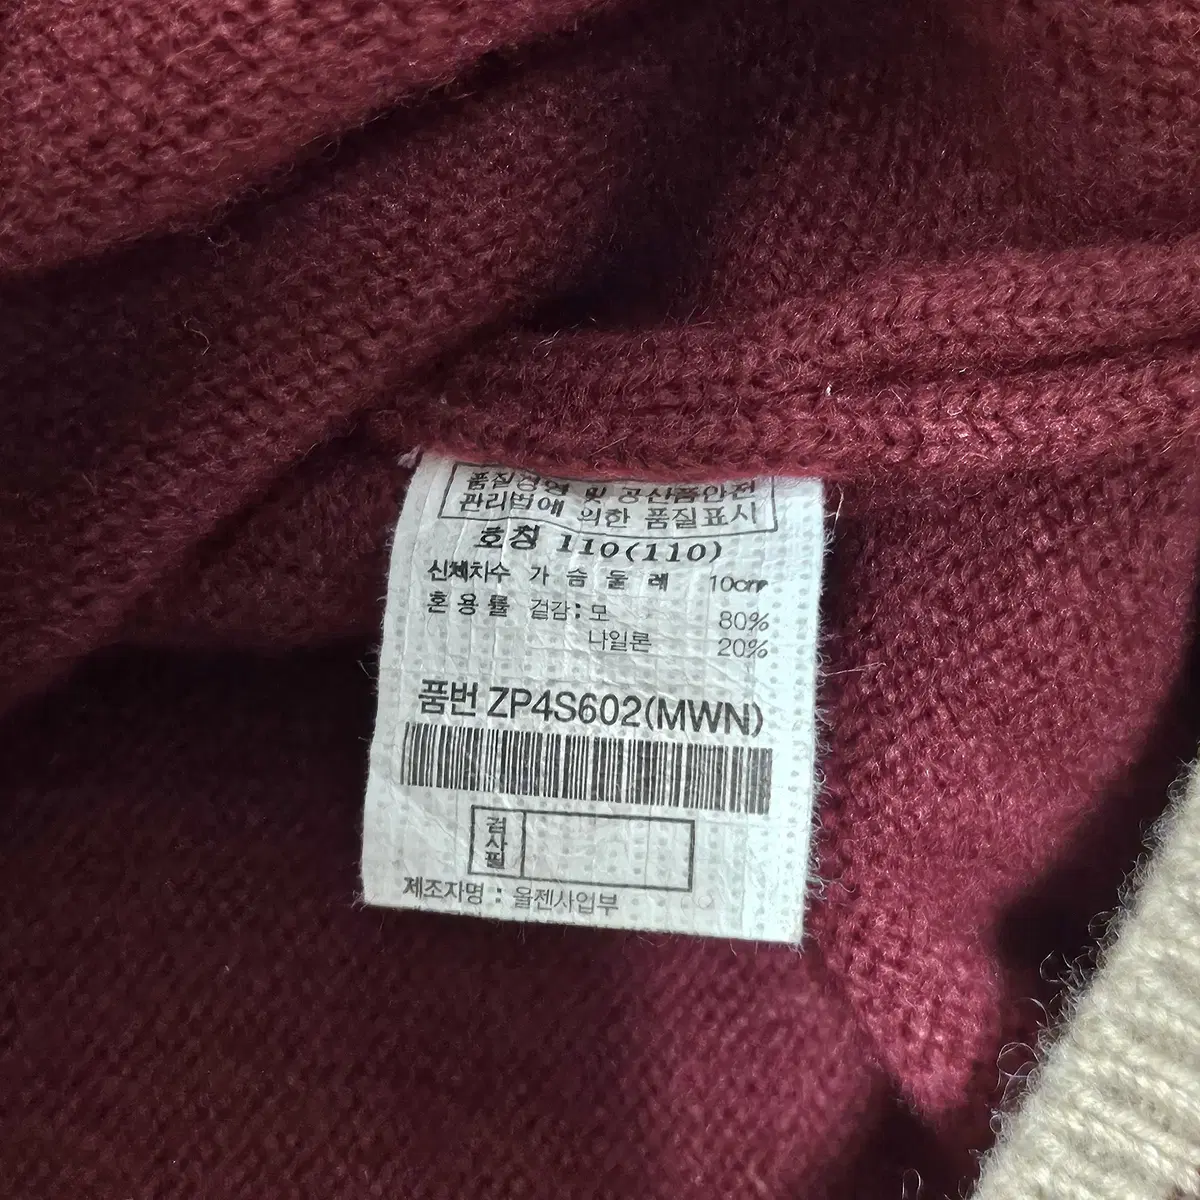 품질경영 및 공산품안전
관리법에 의한 품질표시
호칭 110(110)
신체치수 가 슴 둘 레 10cm
혼 용 률 겉감: 모 80%
나일론 20%
품번 ZP4S602(MWN)
검사필
제조자명 : 올젠사업부